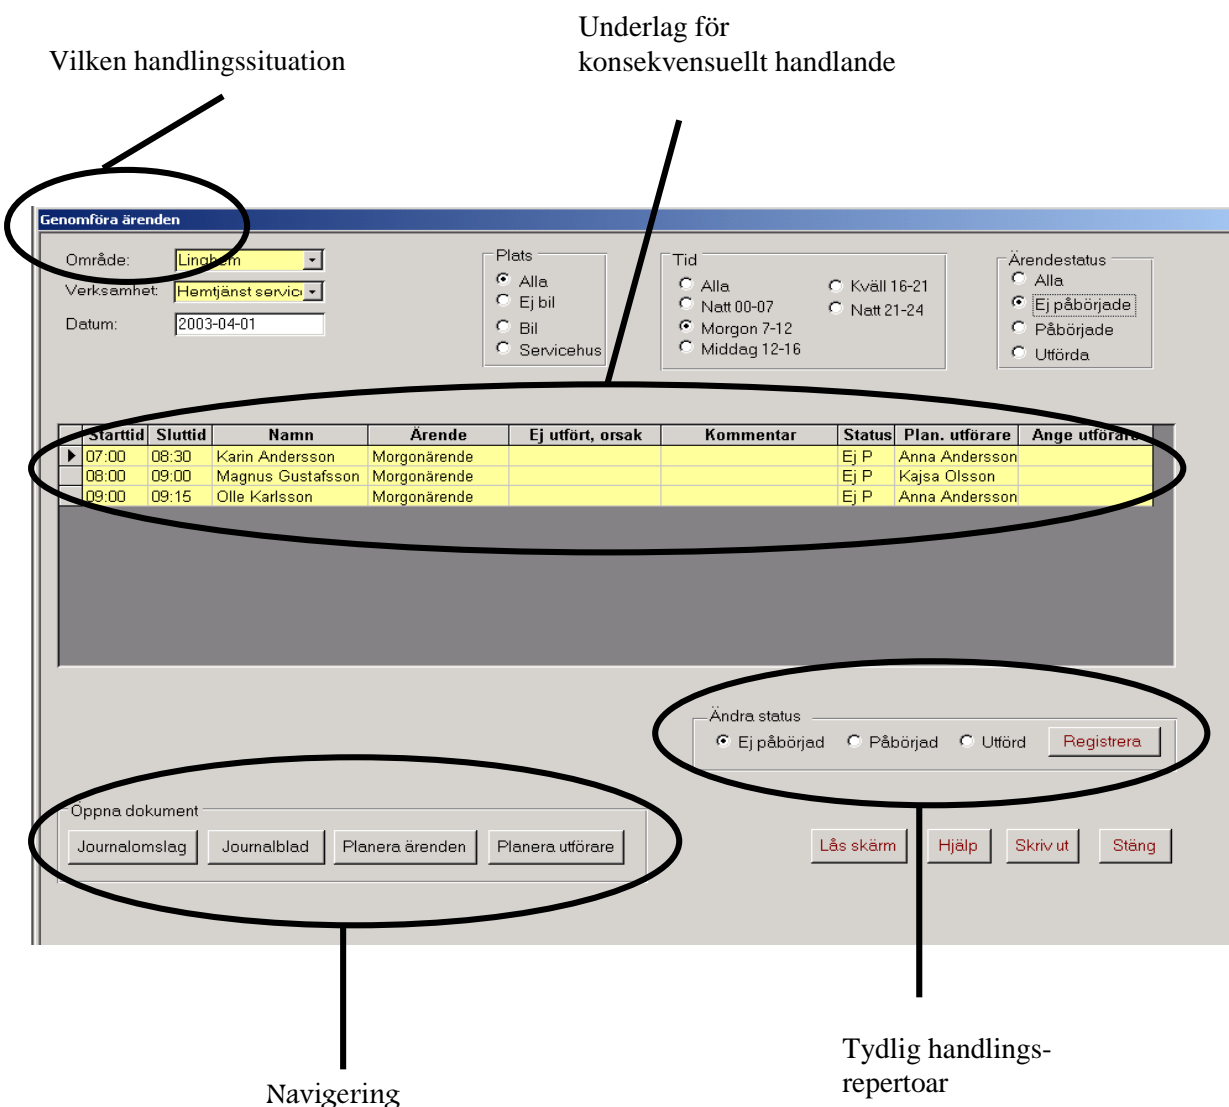 Underlag för
konsekvensuellt handlande
Vilken handlingssituation
Genomföra ärenden
Område: Linghem
Verksamhet: Hemtjänst servic
Datum: 2003-04-01
Plats
Alla
Ej bil
Bil
Servicehus
Tid
Alla
Natt 00-07
Morgon 7-12
Middag 12-16
Kväll 16-21
Natt 21-24
Ärendestatus
Alla
Ej påbörjade
Påbörjade
Utförda
Starttid Sluttid Namn Ärende Ej utfört, orsak Kommentar Status Plan. utförare Ange utförare
07:00 08:30 Karin Andersson Morgonärende Ej P Anna Andersson
08:00 09:00 Magnus Gustafsson Morgonärende Ej P Kajsa Olsson
09:00 09:15 Olle Karlsson Morgonärende Ej P Anna Andersson
Ändra status
Ej påbörjad Påbörjad Utförd Registrera
Öppna dokument
Journalomslag Journalblad Planera ärenden Planera utförare
Lås skärm Hjälp Skriv ut Stäng
Tydlig handlings-
repertoar
Navigering